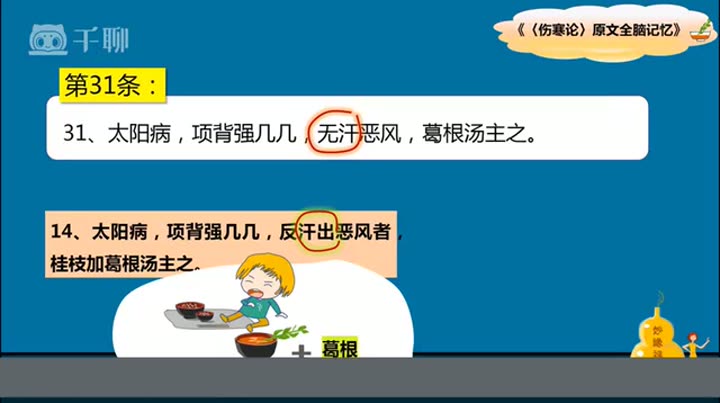 千聊
《〈伤寒论〉原文全脑记忆》
第31条：
31、太阳病，项背强几几，无汗恶风，葛根汤主之。
14、太阳病，项背强几几，反汗出恶风者，
桂枝加葛根汤主之。
+ 葛根